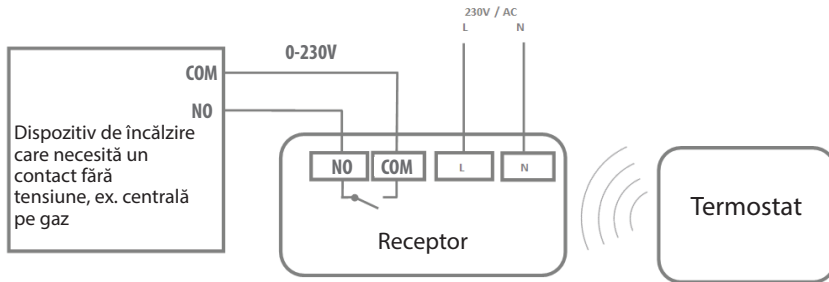 230V / AC
L N
0-230V
COM
NO
Dispozitiv de încălzire
care necesită un
contact fără
tensiune, ex. centrală
pe gaz
NO COM L N
Receptor
Termostat